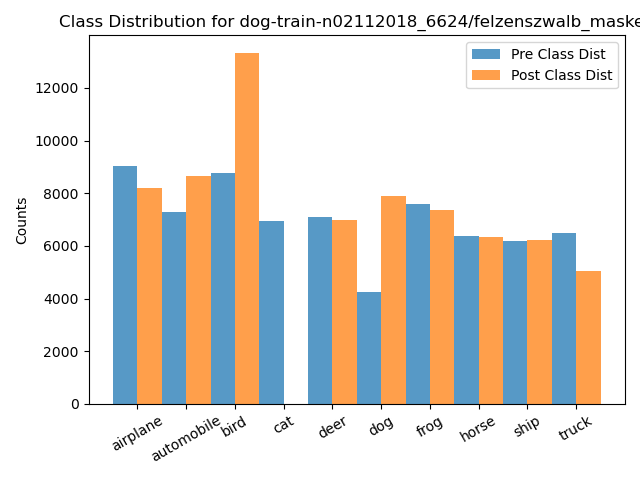 Class Distribution for dog-train-n02112018_6624/felzenszwalb_maske
Pre Class Dist
Post Class Dist
Counts
12000
10000
8000
6000
4000
2000
0
airplane
automobile
bird
cat
deer
dog
frog
horse
ship
truck